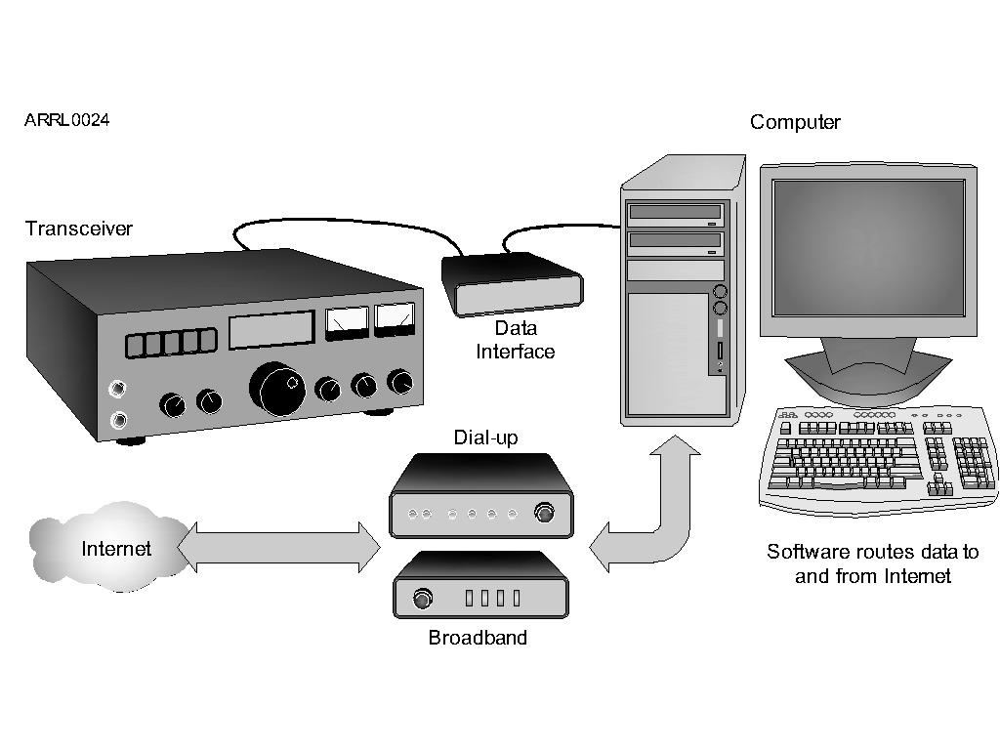 ARRL0024
Computer
Transceiver
Data
Interface
Dial-up
Internet
Software routes data to
and from Internet
Broadband